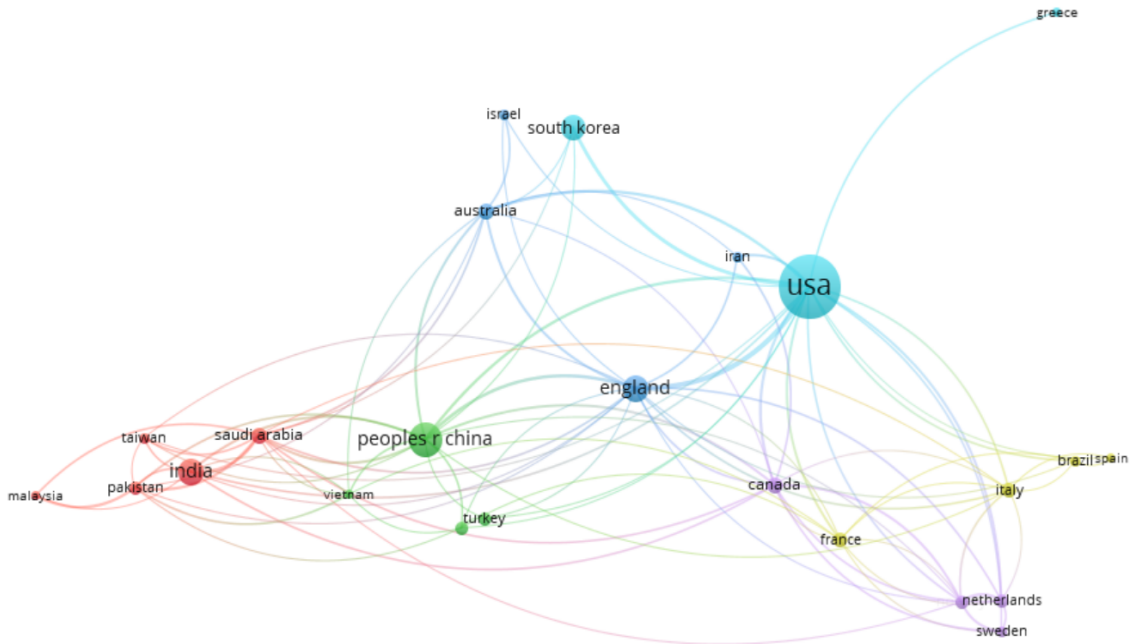 greece
israel
south korea
australia
iran
usa
england
taiwan
saudi arabia
peoples r china
india
pakistan
malaysia
vietnam
turkey
canada
brazil
spain
italy
france
netherlands
sweden